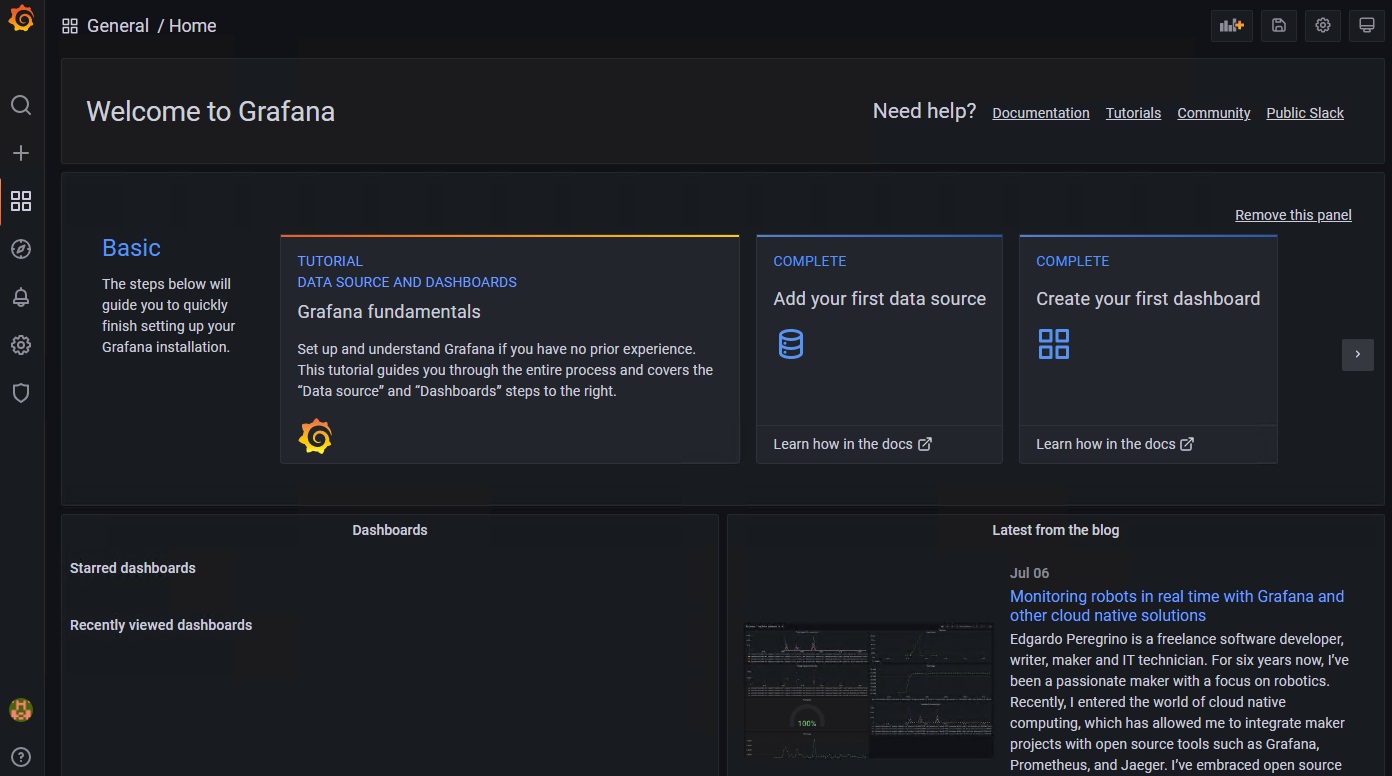 General / Home
Welcome to Grafana
Need help? Documentation Tutorials Community Public Slack
Remove this panel
Basic
The steps below will
guide you to quickly
finish setting up your
Grafana installation.
TUTORIAL
DATA SOURCE AND DASHBOARDS
Grafana fundamentals
Set up and understand Grafana if you have no prior experience.
This tutorial guides you through the entire process and covers the
“Data source” and “Dashboards” steps to the right.
COMPLETE
Add your first data source
Learn how in the docs
COMPLETE
Create your first dashboard
Learn how in the docs
Dashboards
Starred dashboards
Recently viewed dashboards
Latest from the blog
Jul 06
Monitoring robots in real time with Grafana and
other cloud native solutions
Edgardo Peregrino is a freelance software developer,
writer, maker and IT technician. For six years now, I’ve
been a passionate maker with a focus on robotics.
Recently, I entered the world of cloud native
computing, which has allowed me to integrate maker
projects with open source tools such as Grafana,
Prometheus, and Jaeger. I’ve embraced open source
100%